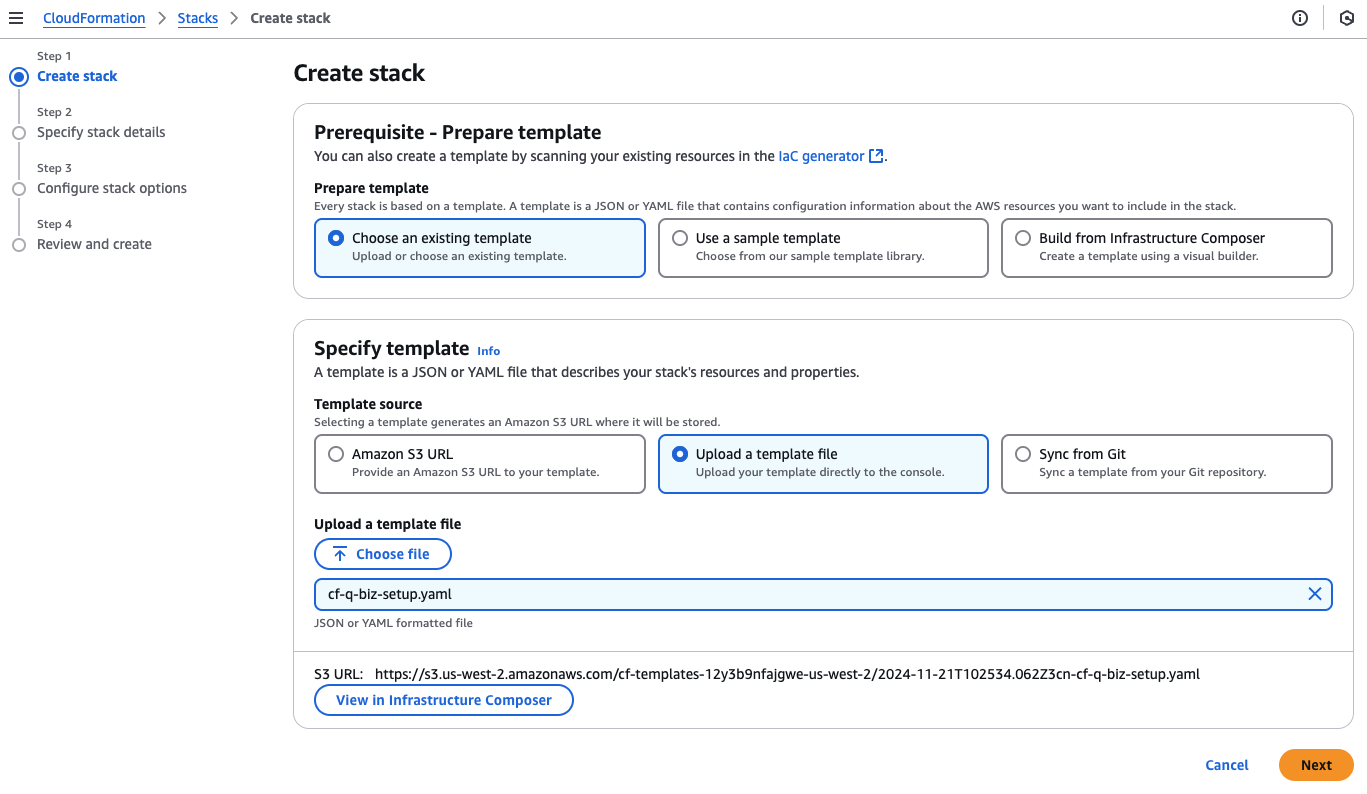 CloudFormation > Stacks > Create stack
Step 1
Create stack
Step 2
Specify stack details
Step 3
Configure stack options
Step 4
Review and create
Create stack
Prerequisite - Prepare template
You can also create a template by scanning your existing resources in the IaC generator.
Prepare template
Every stack is based on a template. A template is a JSON or YAML file that contains configuration information about the AWS resources you want to include in the stack.
Choose an existing template
Upload or choose an existing template.
Use a sample template
Choose from our sample template library.
Build from Infrastructure Composer
Create a template using a visual builder.
Specify template Info
A template is a JSON or YAML file that describes your stack's resources and properties.
Template source
Selecting a template generates an Amazon S3 URL where it will be stored.
Amazon S3 URL
Provide an Amazon S3 URL to your template.
Upload a template file
Upload your template directly to the console.
Sync from Git
Sync a template from your Git repository.
Upload a template file
Choose file
cf-q-biz-setup.yaml
JSON or YAML formatted file
S3 URL: https://s3.us-west-2.amazonaws.com/cf-templates-12y3b9nfajgwe-us-west-2/2024-11-21T102534.062Z3cn-cf-q-biz-setup.yaml
View in Infrastructure Composer
Cancel
Next